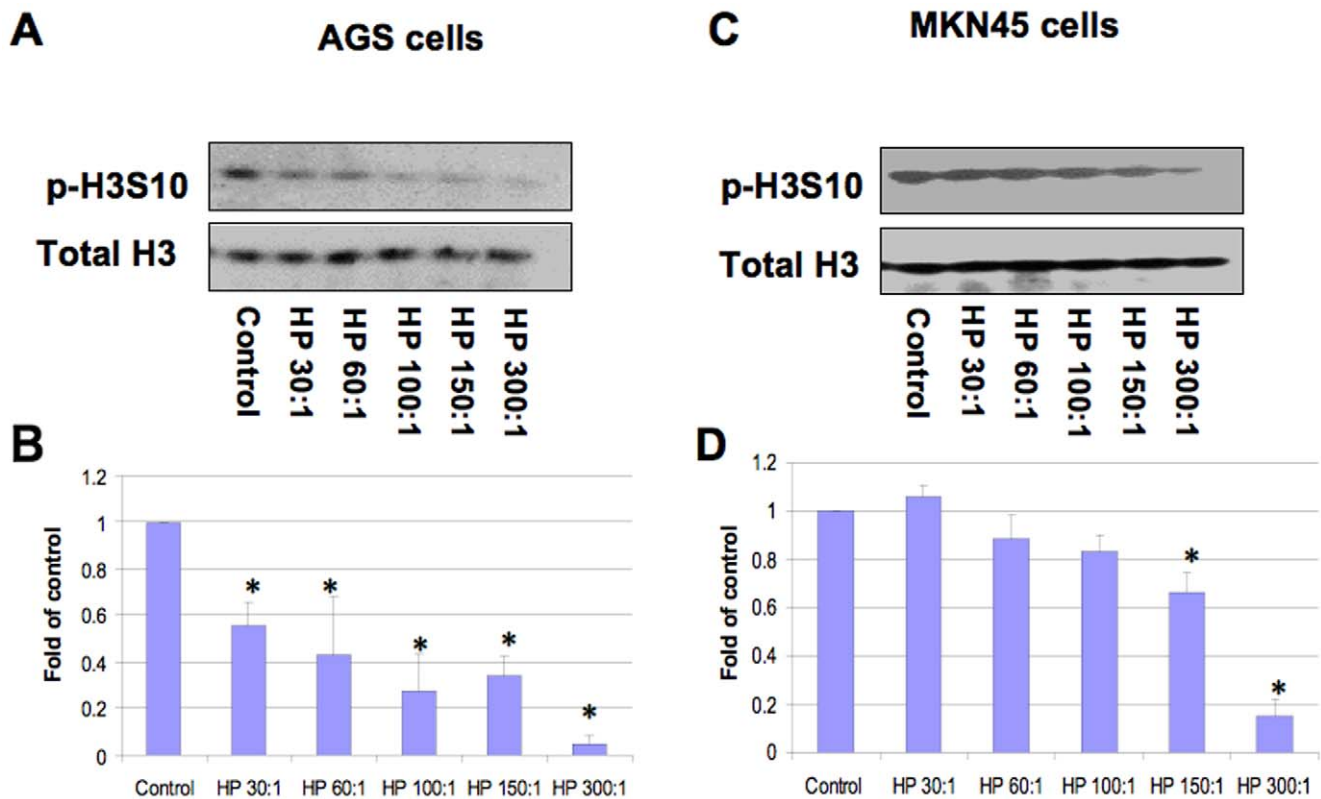 A
AGS cells
p-H3S10
Total H3
Control
HP 30:1
HP 60:1
HP 100:1
HP 150:1
HP 300:1
B
Fold of control
1.2
1
0.8
0.6
0.4
0.2
0
*
*
*
*
*
Control HP 30:1 HP 60:1 HP 100:1 HP 150:1 HP 300:1
C
MKN45 cells
p-H3S10
Total H3
Control
HP 30:1
HP 60:1
HP 100:1
HP 150:1
HP 300:1
D
Fold of control
1.2
1
0.8
0.6
0.4
0.2
0
*
*
Control HP 30:1 HP 60:1 HP 100:1 HP 150:1 HP 300:1